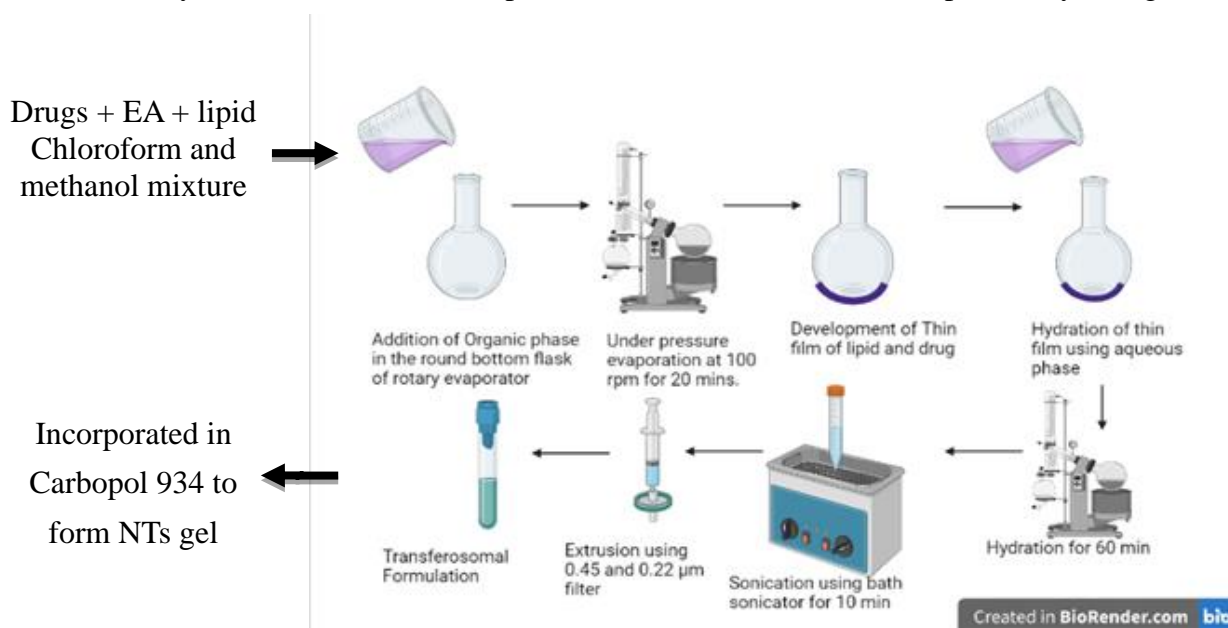 Drugs + EA + lipid
Chloroform and
methanol mixture
Addition of Organic phase
in the round bottom flask
of rotary evaporator
Under pressure
evaporation at 100
rpm for 20 mins.
Development of Thin
film of lipid and drug
Hydration of thin
film using aqueous
phase
Hydration for 60 min
Sonication using bath
sonicator for 10 min
Extrusion using
0.45 and 0.22 µm
filter
Transferosomal
Formulation
Incorporated in
Carbopol 934 to
form NTs gel
Created in BioRender.com